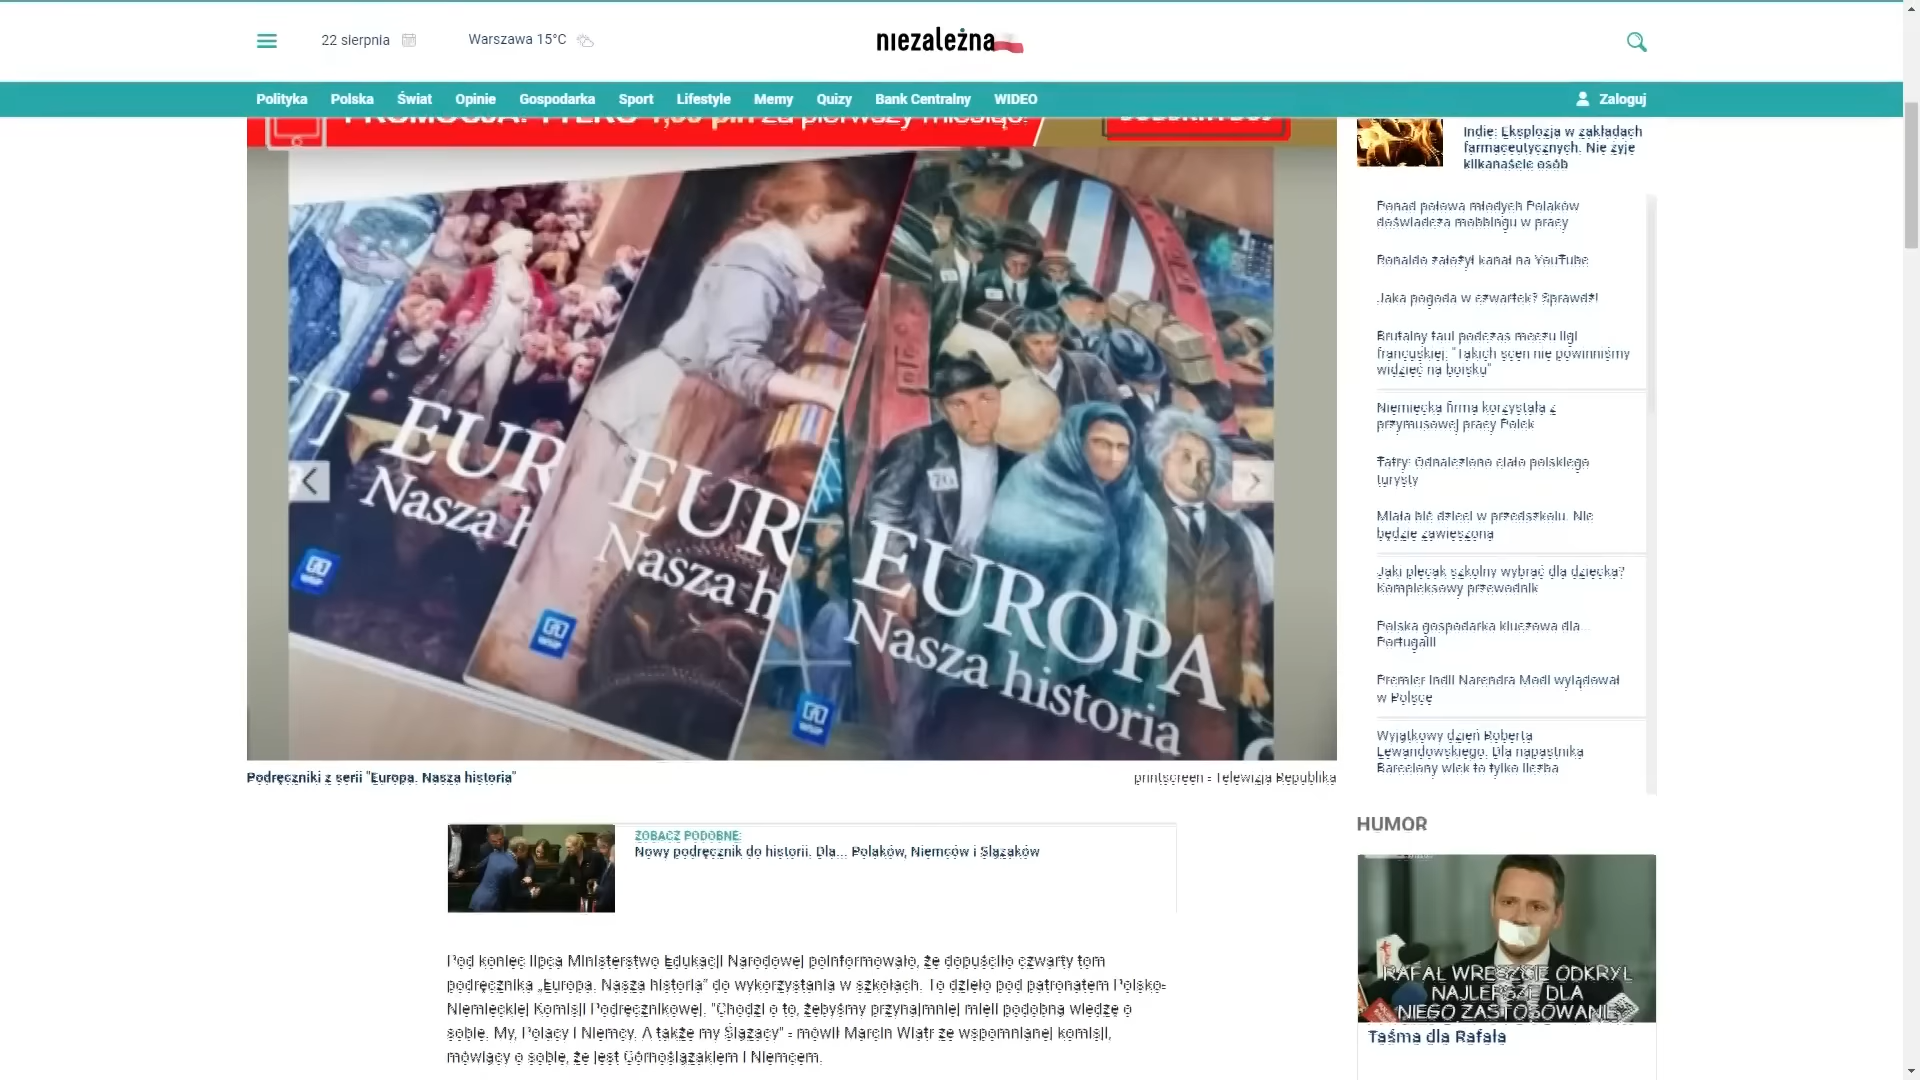 22 sierpnia
Warszawa 15°C
niezależna
Polityka Polska Świat Opinie Gospodarka Sport Lifestyle Memy Quizy Bank Centralny WIDEO
Zaloguj
EUR
Nasza h
WSiP
EUR
Nasza h
WSiP
EUROPA
Nasza historia
WSiP
Podręczniki z serii "Europa. Nasza historia"
printscreen - Telewizja Republika
ZOBACZ PODOBNE:
Nowy podręcznik do historii. Dla... Polaków, Niemców i Ślązaków
Pod koniec lipca Ministerstwo Edukacji Narodowej poinformowało, że dopuściło czwarty tom
podręcznika „Europa. Nasza historia” do wykorzystania w szkołach. To dzieło pod patronatem Polsko-
Niemieckiej Komisji Podręcznikowej. "Chodzi o to, żebyśmy przynajmniej mieli podobną wiedzę o
sobie. My, Polacy i Niemcy. A także my Ślązacy" - mówił Marcin Wiatr ze wspomnianej komisji,
mówiący o sobie, że jest Górnoślązakiem i Niemcem.
Indie: Eksplozja w zakładach
farmaceutycznych. Nie żyje
kilkanaście osób
Ponad połowa młodych Polaków
doświadcza mobbingu w pracy
Ronaldo założył kanał na YouTube
Jaka pogoda w czwartek? Sprawdź!
Brutalny faul podczas meczu ligi
francuskiej. "Takich scen nie powinniśmy
widzieć na boisku"
Niemiecka firma korzystała z
przymusowej pracy Polek
Tatry: Odnaleziono ciało polskiego
turysty
Miała bić dzieci w przedszkolu. Nie
będzie zawieszona
Jaki plecak szkolny wybrać dla dziecka?
Kompleksowy przewodnik
Polska gospodarka kluczowa dla...
Portugalii
Premier Indii Narendra Modi wylądował
w Polsce
Wyjątkowy dzień Roberta
Lewandowskiego. Dla napastnika
Barcelony wiek to tylko liczba
HUMOR
RAFAŁ WRESZCIE ODKRYŁ
NAJLEPSZE DLA
NIEGO ZASTOSOWANIE
Taśma dla Rafała